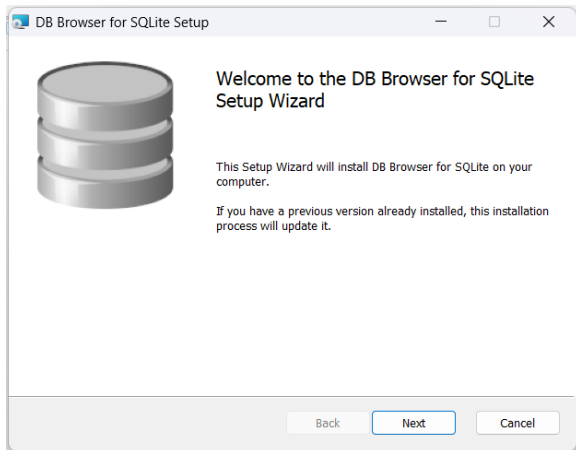 DB Browser for SQLite Setup
Welcome to the DB Browser for SQLite
Setup Wizard
This Setup Wizard will install DB Browser for SQLite on your
computer.
If you have a previous version already installed, this installation
process will update it.
Back
Next
Cancel